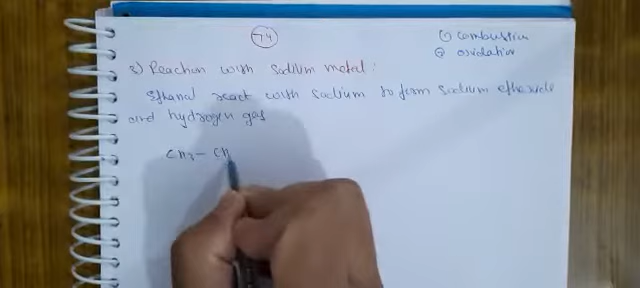 74
① combustion
② oxidation
3) Reaction with sodium metal:
Ethanol react with sodium to form sodium ethoxide
and hydrogen gas
CH3 – CH